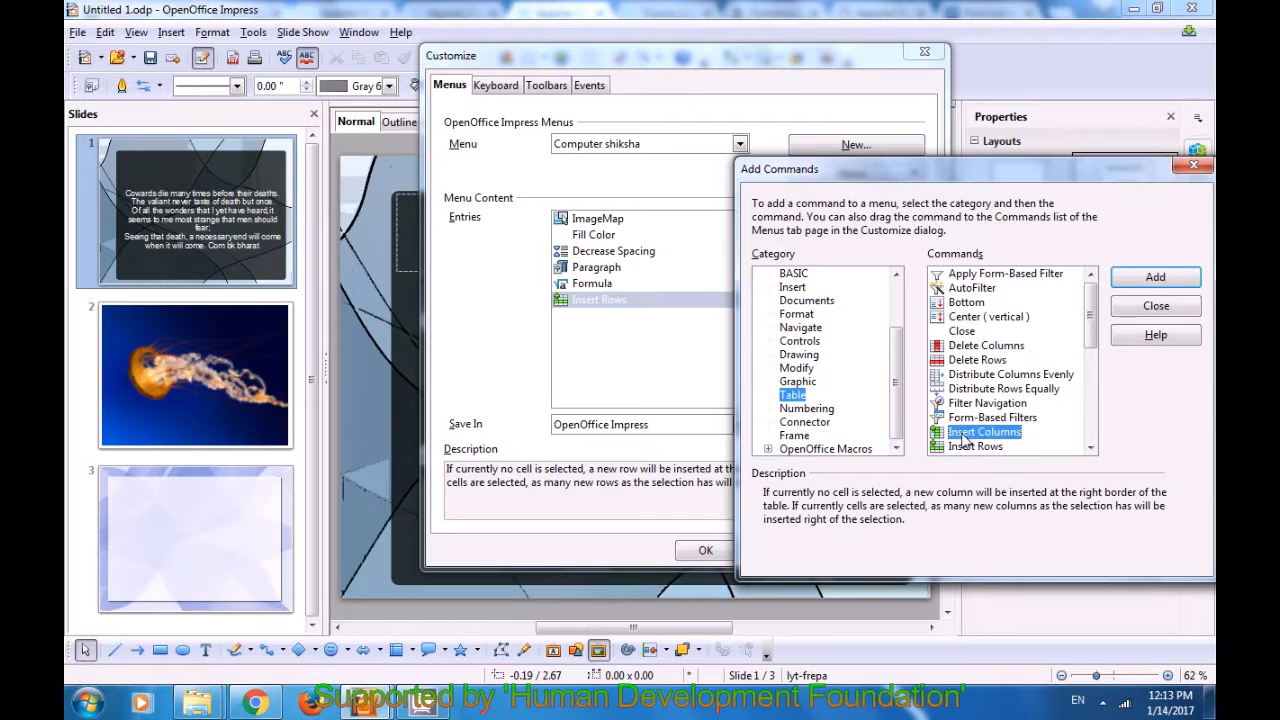 Untitled 1.odp - OpenOffice Impress
File Edit View Insert Format Tools Slide Show Window Help
0.00 "
Gray 6
Slides
1
Cowards die many times before their deaths.
The valiant never taste of death but once.
Of all the wonders that I yet have heard,it
seems to me most strange that men should
fear;
Seeing that death, a necessaryend will come
when it will come. Com bk bharat
2
3
Normal Outline
Customize
Menus Keyboard Toolbars Events
OpenOffice Impress Menus
Menu
Computer shiksha
New...
Menu Content
Entries
ImageMap
Fill Color
Decrease Spacing
Paragraph
Formula
Insert Rows
Save In
OpenOffice Impress
Description
If currently no cell is selected, a new row will be inserted at the
cells are selected, as many new rows as the selection has will
OK
Properties
Layouts
Add Commands
To add a command to a menu, select the category and then the
command. You can also drag the command to the Commands list of the
Menus tab page in the Customize dialog.
Category
BASIC
Insert
Documents
Format
Navigate
Controls
Drawing
Modify
Graphic
Table
Numbering
Connector
Frame
OpenOffice Macros
Commands
Apply Form-Based Filter
AutoFilter
Bottom
Center ( vertical )
Close
Delete Columns
Delete Rows
Distribute Columns Evenly
Distribute Rows Equally
Filter Navigation
Form-Based Filters
Insert Columns
Insert Rows
Add
Close
Help
Description
If currently no cell is selected, a new column will be inserted at the right border of the
table. If currently cells are selected, as many new columns as the selection has will be
inserted right of the selection.
-0.19 / 2.67
0.00 x 0.00
*
Slide 1 / 3
lyt-frepa
62 %
Supported by 'Human Development Foundation'
EN
12:13 PM
1/14/2017